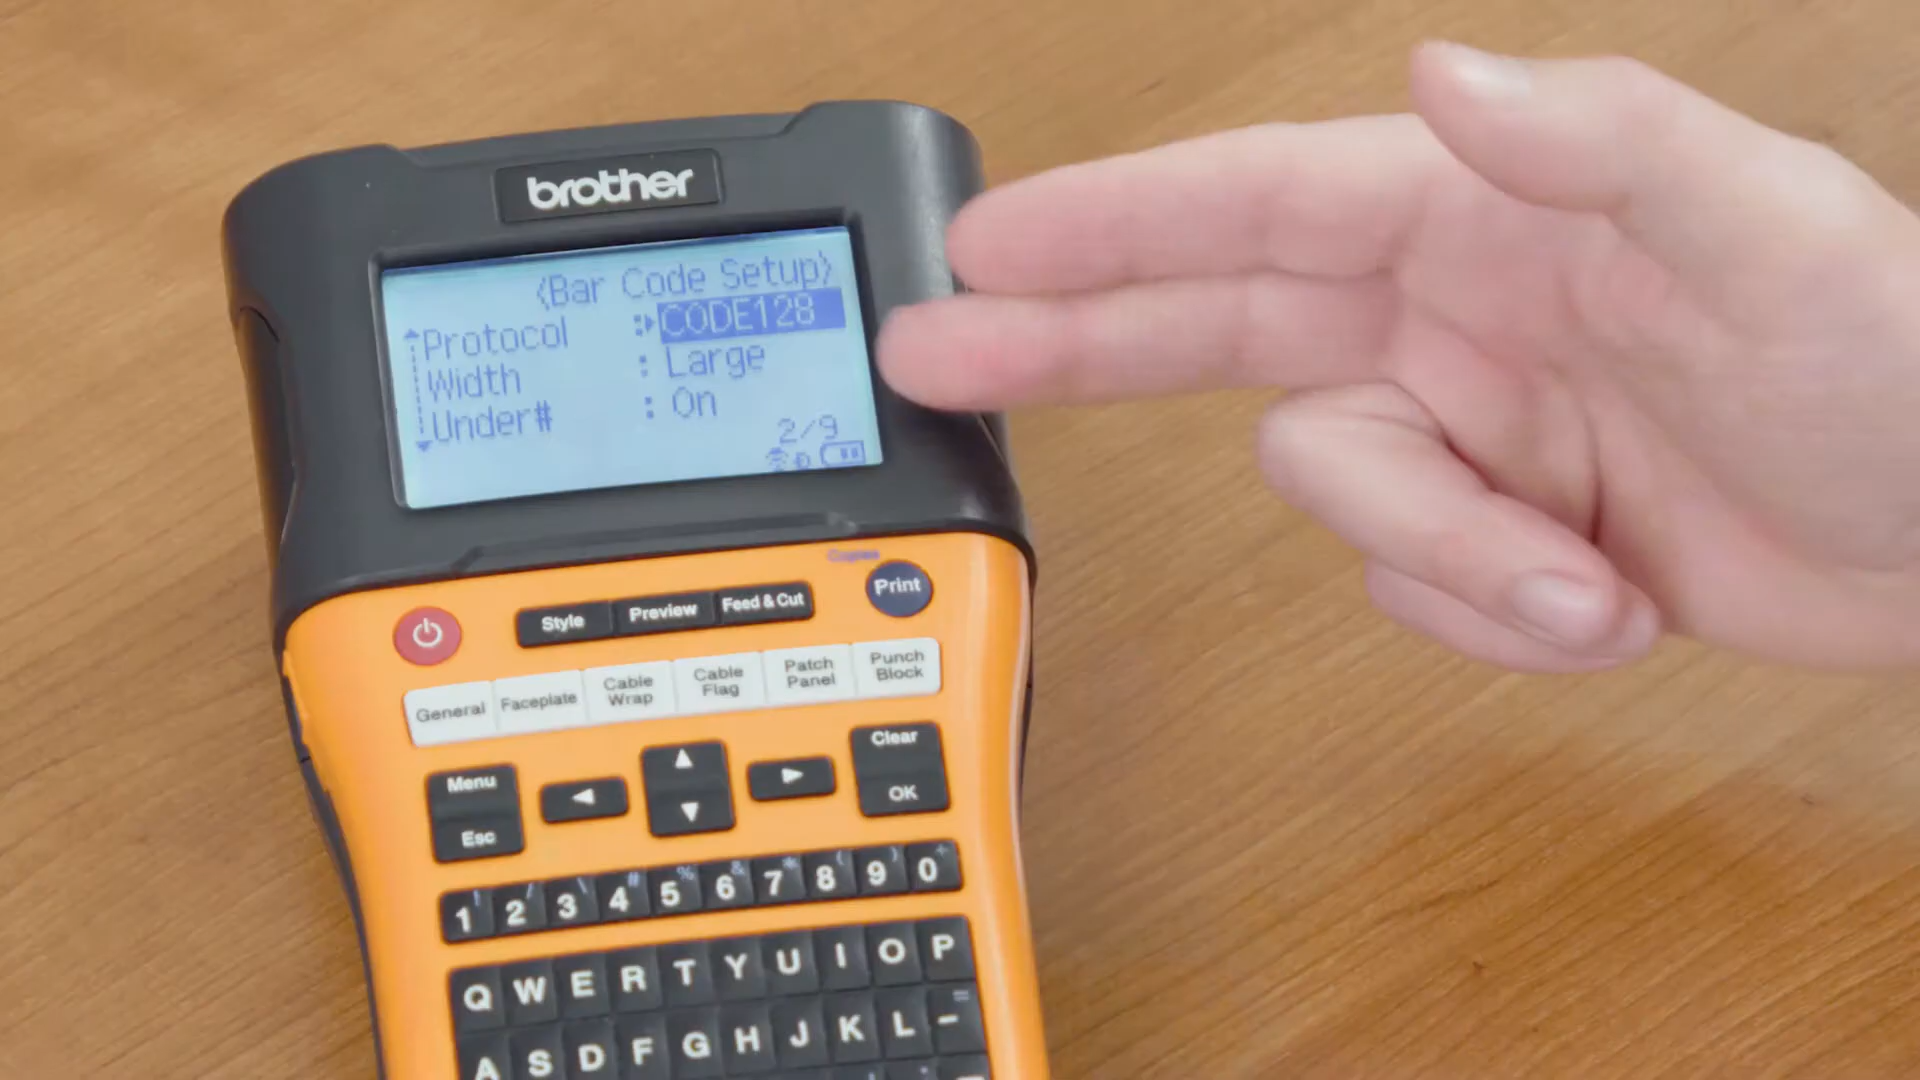 brother
〈Bar Code Setup〉
Protocol : CODE128
Width : Large
Under# : On
2/9
Copies
Print
Style Preview Feed & Cut
General Faceplate Cable Wrap Cable Flag Patch Panel Punch Block
Menu
Esc
Clear
OK
! / \ # % & * ( ) +
1 2 3 4 5 6 7 8 9 0
Q W E R T Y U I O P
=
A S D F G H J K L -